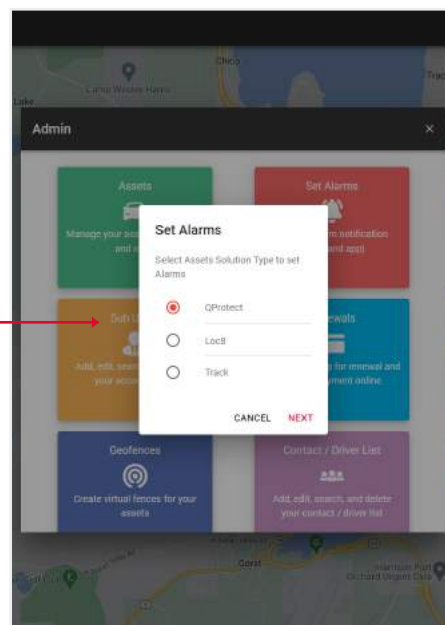 Chico
Camp Wesley Harris
Lake
Trac
Admin
×
Assets
Set Alarms
Manage your ass
m notification
and a
and app)
Set Alarms
Select Assets Solution Type to set
Alarms
QProtect
Loc8
Track
CANCEL
NEXT
Sub U
ewals
Add, edit, sear
for renewal and
your accou
yment online
Geofences
Contact / Driver List
Create virtual fences for your
assets
Add, edit, search, and delete
your contact / driver list
Gorst
Harrison Port
Orchard Urgent Care